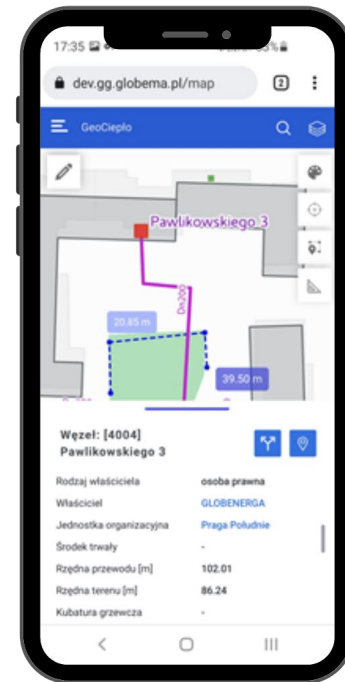 17:35
dev.gg.globema.pl/map
2
GeoCiepło
Pawlikowskiego 3
Dn200
20.85 m
39.50 m
Węzeł: [4004]
Pawlikowskiego 3
Rodzaj właściciela osoba prawna
Właściciel GLOBENERGA
Jednostka organizacyjna Praga Południe
Środek trwały -
Rzędna przewodu [m] 102.01
Rzędna terenu [m] 86.24
Kubatura grzewcza -